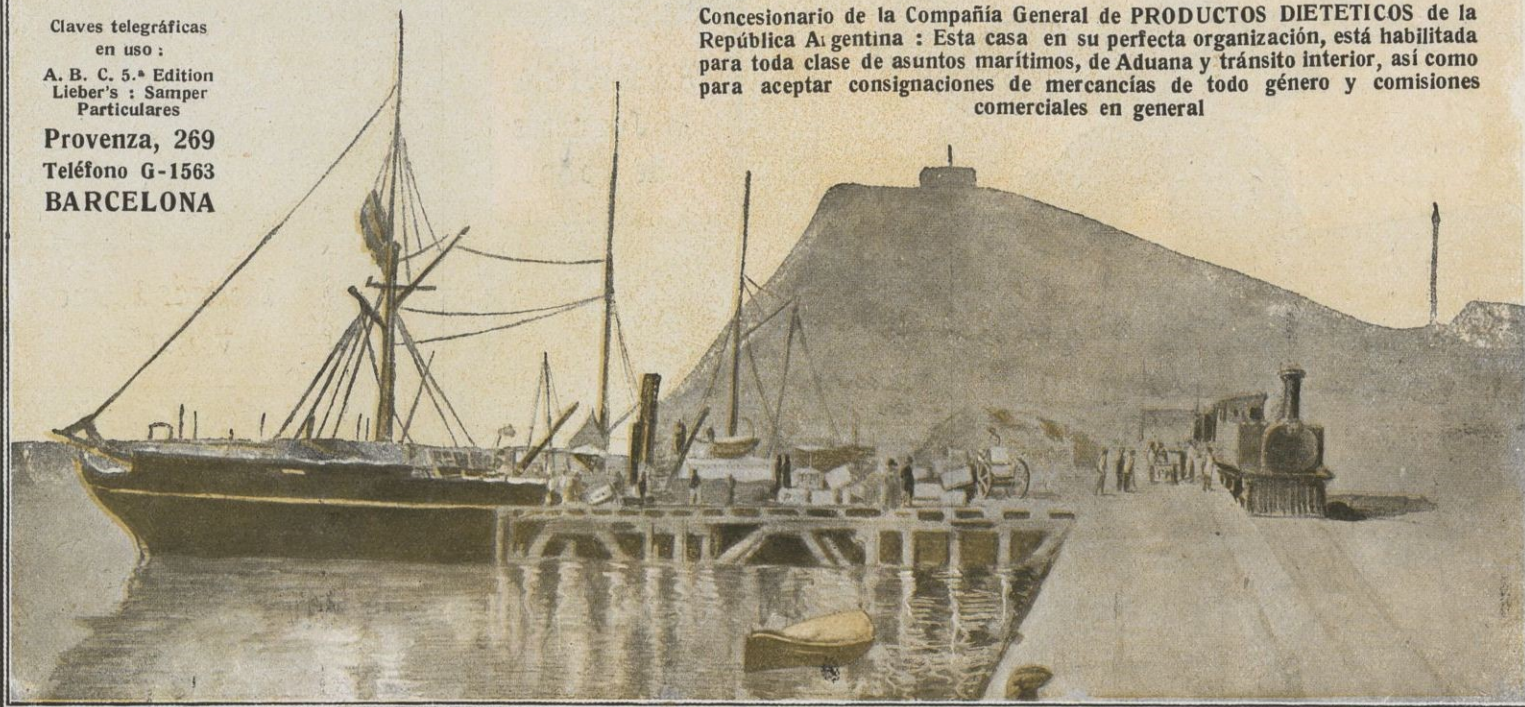 Claves telegráficas
en uso :
A. B. C. 5.ª Edition
Lieber's : Samper
Particulares
Provenza, 269
Teléfono G-1563
BARCELONA
Concesionario de la Compañía General de PRODUCTOS DIETETICOS de la
República Argentina : Esta casa en su perfecta organización, está habilitada
para toda clase de asuntos marítimos, de Aduana y tránsito interior, así como
para aceptar consignaciones de mercancías de todo género y comisiones
comerciales en general